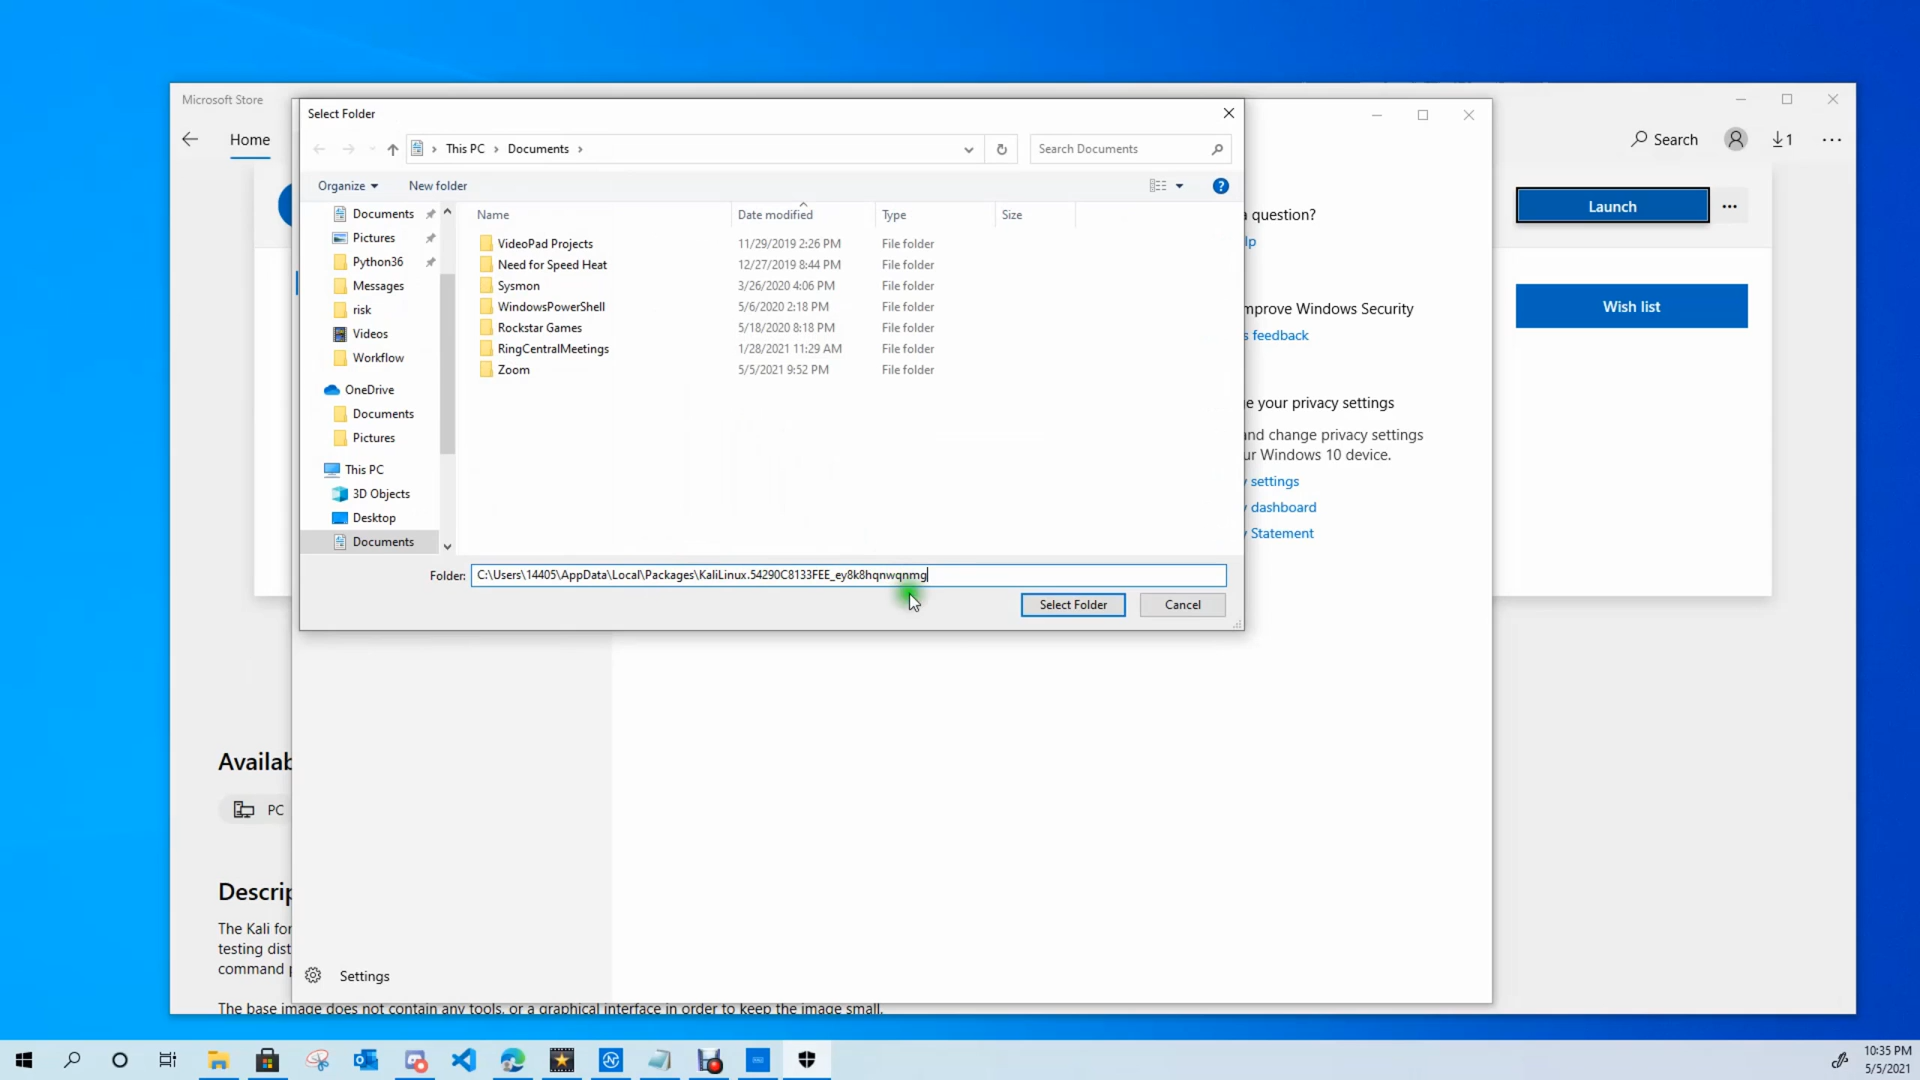 Microsoft Store
Home
Search
1
Select Folder
This PC
Documents
Search Documents
Organize
New folder
Name
Date modified
Type
Size
Documents
Pictures
Python36
Messages
risk
Videos
Workflow
OneDrive
Documents
Pictures
This PC
3D Objects
Desktop
Documents
VideoPad Projects 11/29/2019 2:26 PM File folder
Need for Speed Heat 12/27/2019 8:44 PM File folder
Sysmon 3/26/2020 4:06 PM File folder
WindowsPowerShell 5/6/2020 2:18 PM File folder
Rockstar Games 5/18/2020 8:18 PM File folder
RingCentralMeetings 1/28/2021 11:29 AM File folder
Zoom 5/5/2021 9:52 PM File folder
Folder: C:\Users\14405\AppData\Local\Packages\KaliLinux.54290C8133FEE_ey8k8hqnwqnmg
Select Folder
Cancel
a question?
lp
mprove Windows Security
s feedback
e your privacy settings
and change privacy settings
ur Windows 10 device.
y settings
y dashboard
y Statement
Launch
Wish list
Availab
PC
Descrip
The Kali for
testing dist
command p
The base image does not contain any tools, or a graphical interface in order to keep the image small.
Settings
10:35 PM
5/5/2021